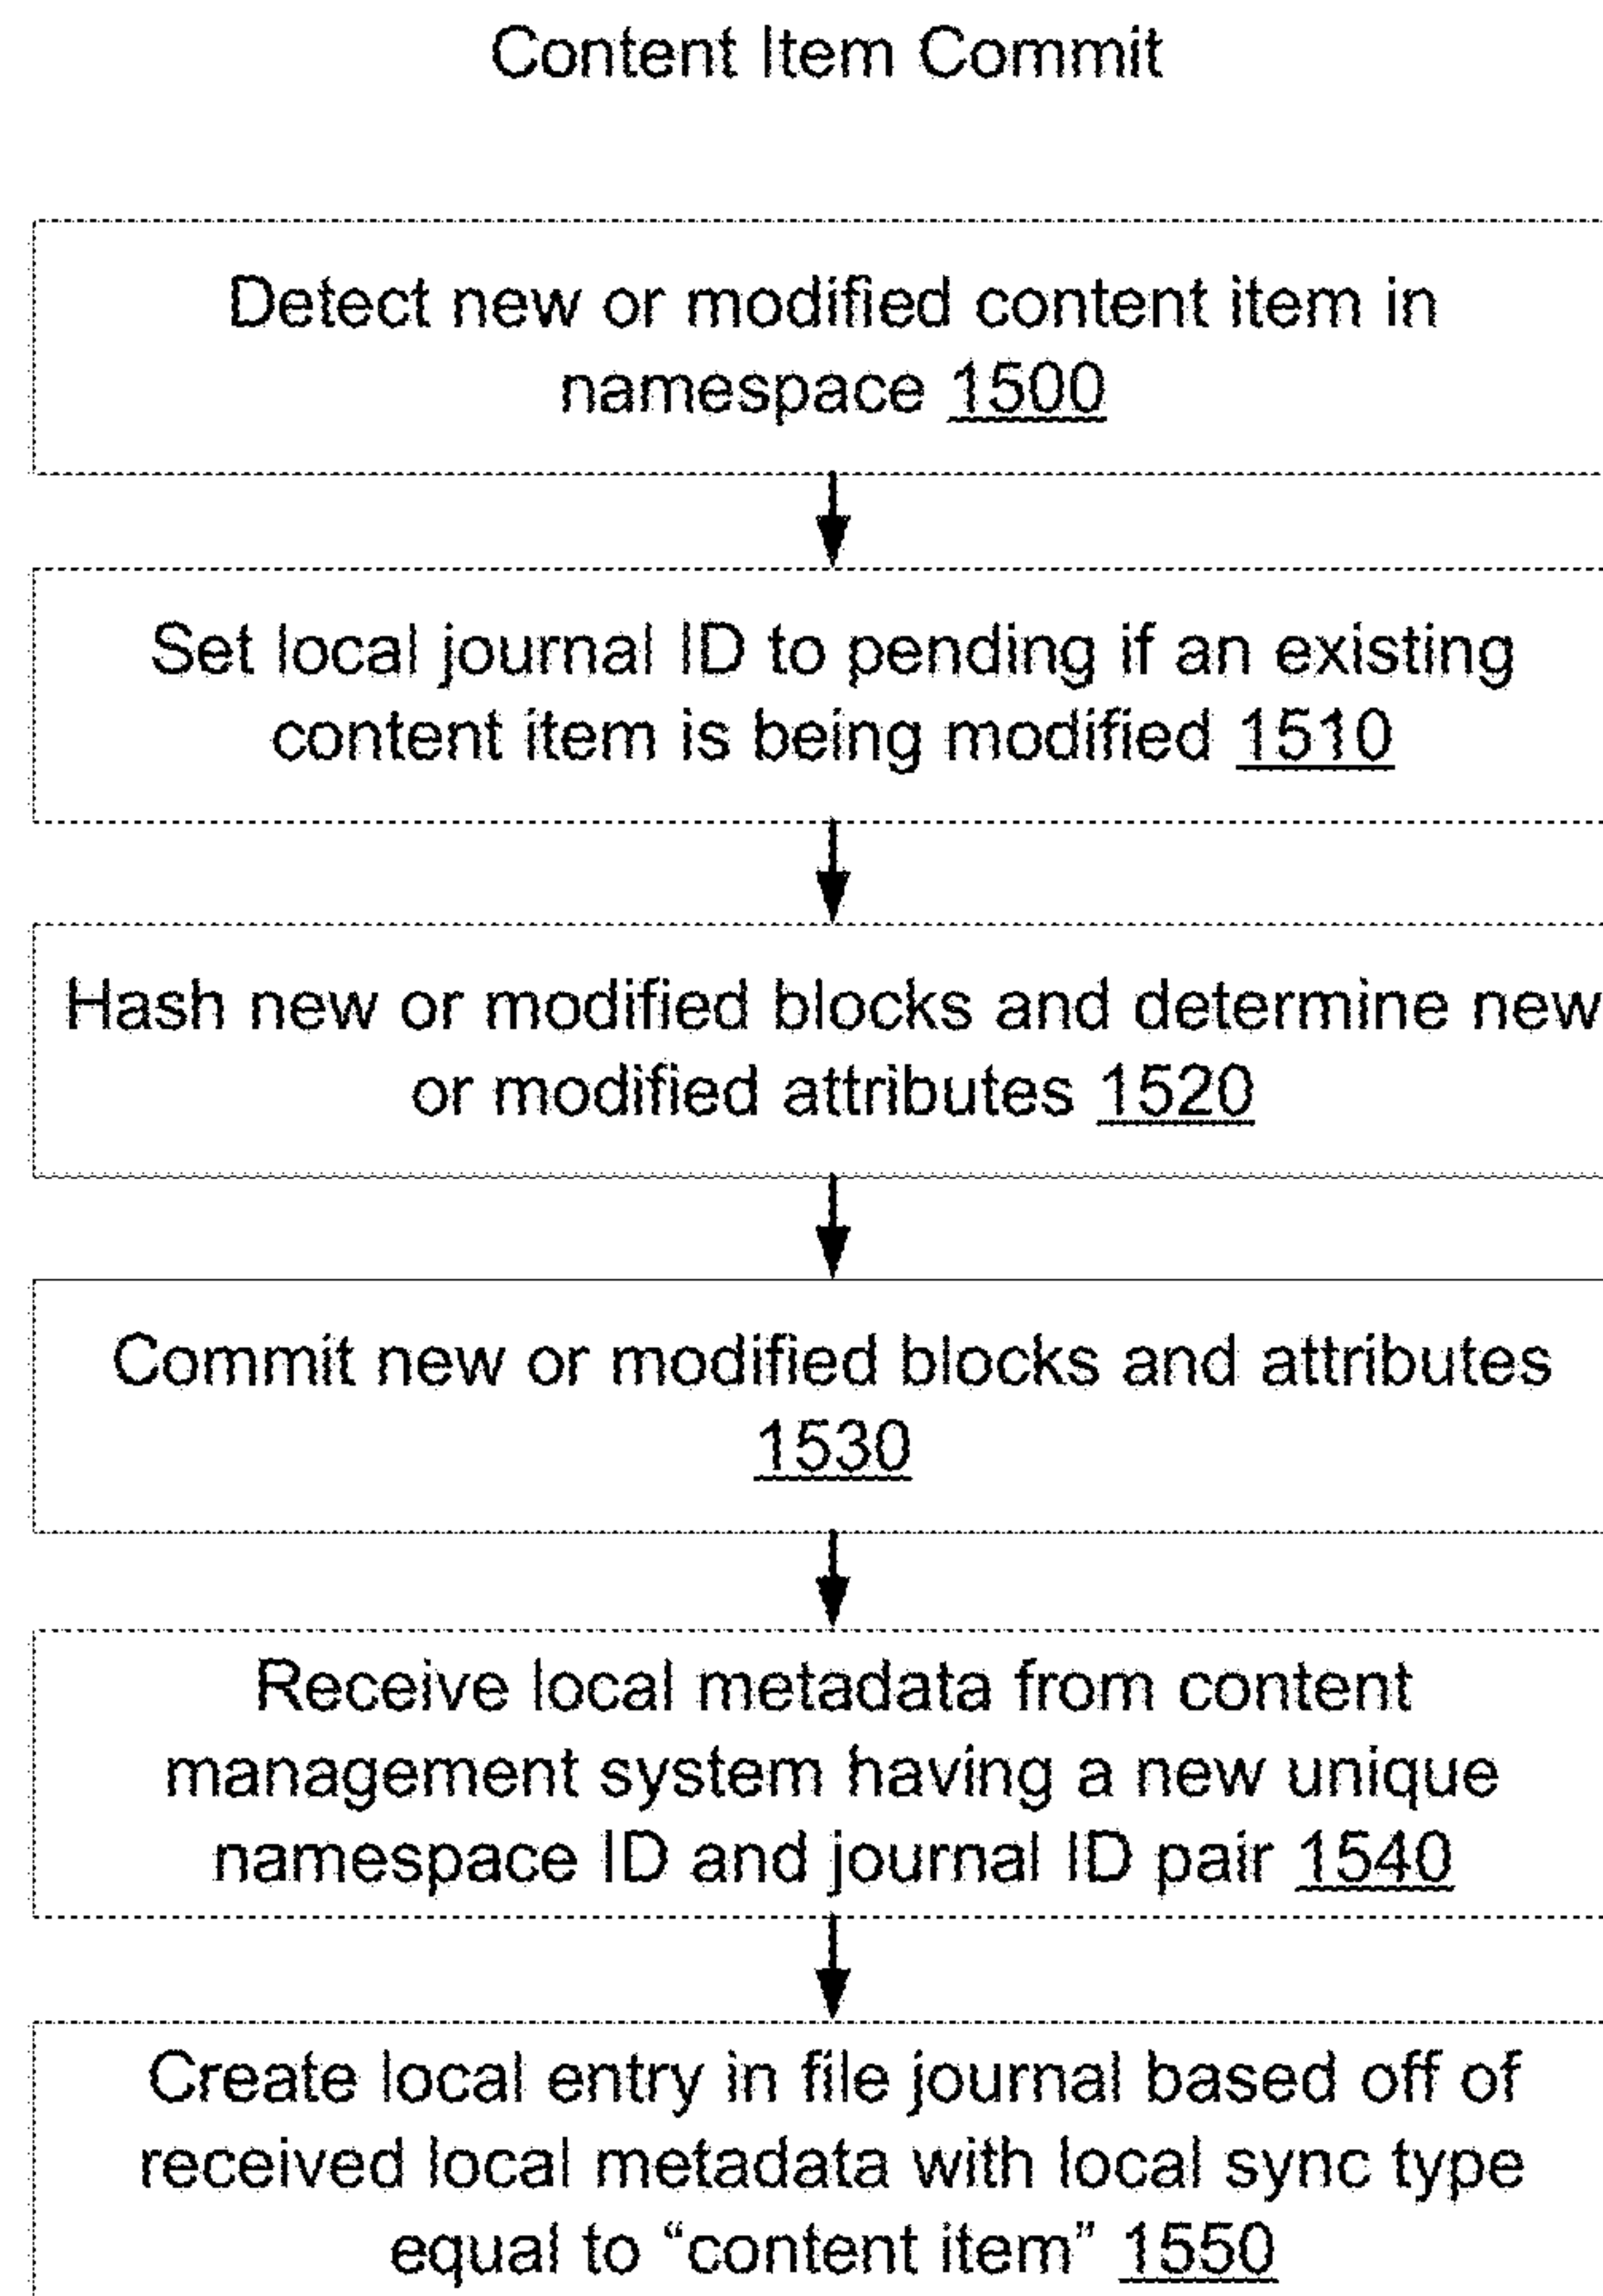 Content Item Commit
Detect new or modified content item in
namespace 1500
Set local journal ID to pending if an existing
content item is being modified 1510
Hash new or modified blocks and determine new
or modified attributes 1520
Commit new or modified blocks and attributes
1530
Receive local metadata from content
management system having a new unique
namespace ID and journal ID pair 1540
Create local entry in file journal based off of
received local metadata with local sync type
equal to “content item” 1550